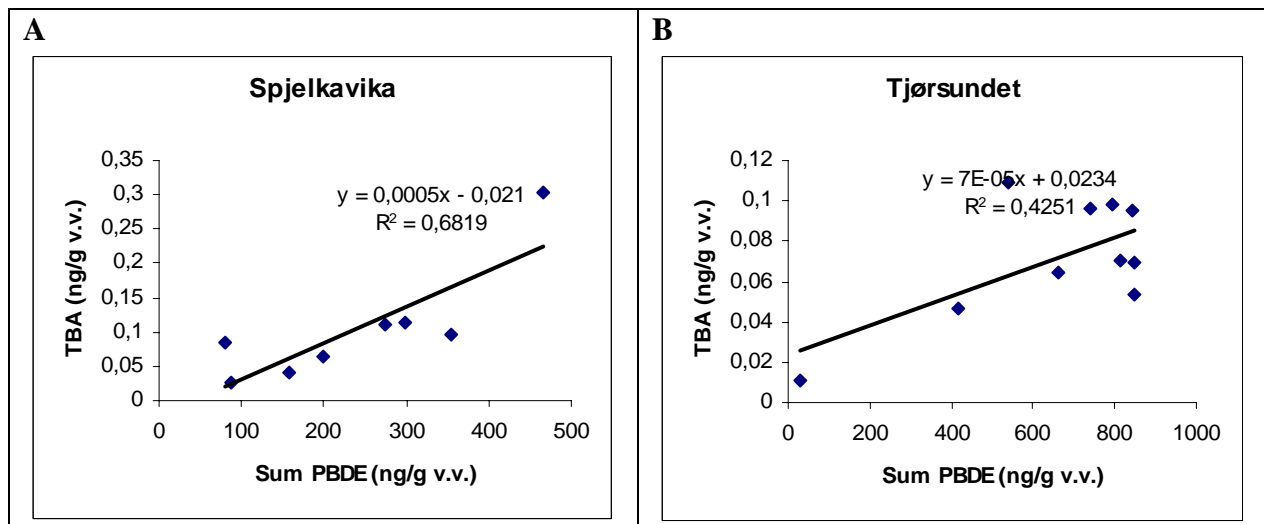 A
Spjelkavika
0,35
0,3
0,25
0,2
0,15
0,1
0,05
0
y = 0,0005x - 0,021
R² = 0,6819
TBA (ng/g v.v.)
0 100 200 300 400 500
Sum PBDE (ng/g v.v.)
B
Tjørsundet
0,12
0,1
0,08
0,06
0,04
0,02
0
y = 7E-05x + 0,0234
R² = 0,4251
TBA (ng/g v.v.)
0 200 400 600 800 1000
Sum PBDE (ng/g v.v.)